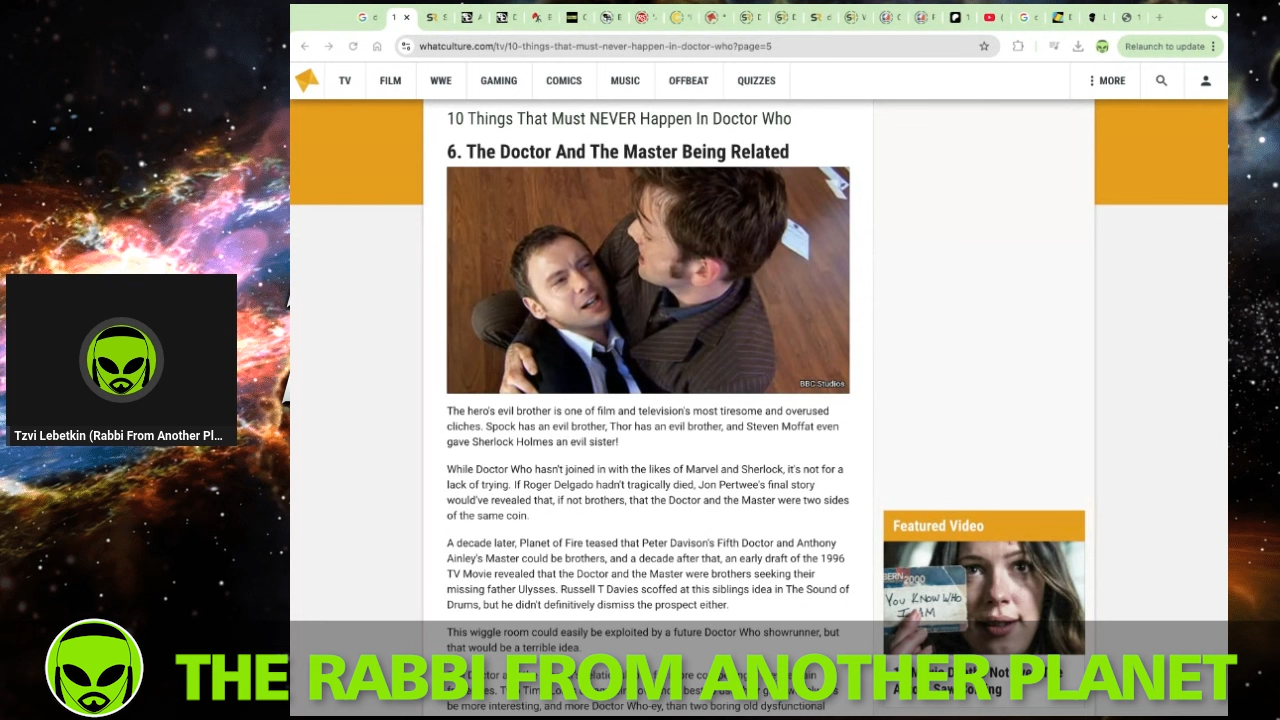 Relaunch to update
whatculture.com/tv/10-things-that-must-never-happen-in-doctor-who?page=5
TV FILM WWE GAMING COMICS MUSIC OFFBEAT QUIZZES MORE
10 Things That Must NEVER Happen In Doctor Who
6. The Doctor And The Master Being Related
BBC Studios
The hero's evil brother is one of film and television's most tiresome and overused
cliches. Spock has an evil brother, Thor has an evil brother, and Steven Moffat even
gave Sherlock Holmes an evil sister!
While Doctor Who hasn't joined in with the likes of Marvel and Sherlock, it's not for a
lack of trying. If Roger Delgado hadn't tragically died, Jon Pertwee's final story
would've revealed that, if not brothers, that the Doctor and the Master were two sides
of the same coin.
A decade later, Planet of Fire teased that Peter Davison's Fifth Doctor and Anthony
Ainley's Master could be brothers, and a decade after that, an early draft of the 1996
TV Movie revealed that the Doctor and the Master were brothers seeking their
missing father Ulysses. Russell T Davies scoffed at this siblings idea in The Sound of
Drums, but he didn't definitively dismiss the prospect either.
This wiggle room could easily be exploited by a future Doctor Who showrunner, but
that would be a terrible idea.
be more interesting, and more Doctor Who-ey, than two boring old dysfunctional
Featured Video
BERN 2000
YOU KNOW WHO
I AM
Tzvi Lebetkin (Rabbi From Another Pl...
THE RABBI FROM ANOTHER PLANET